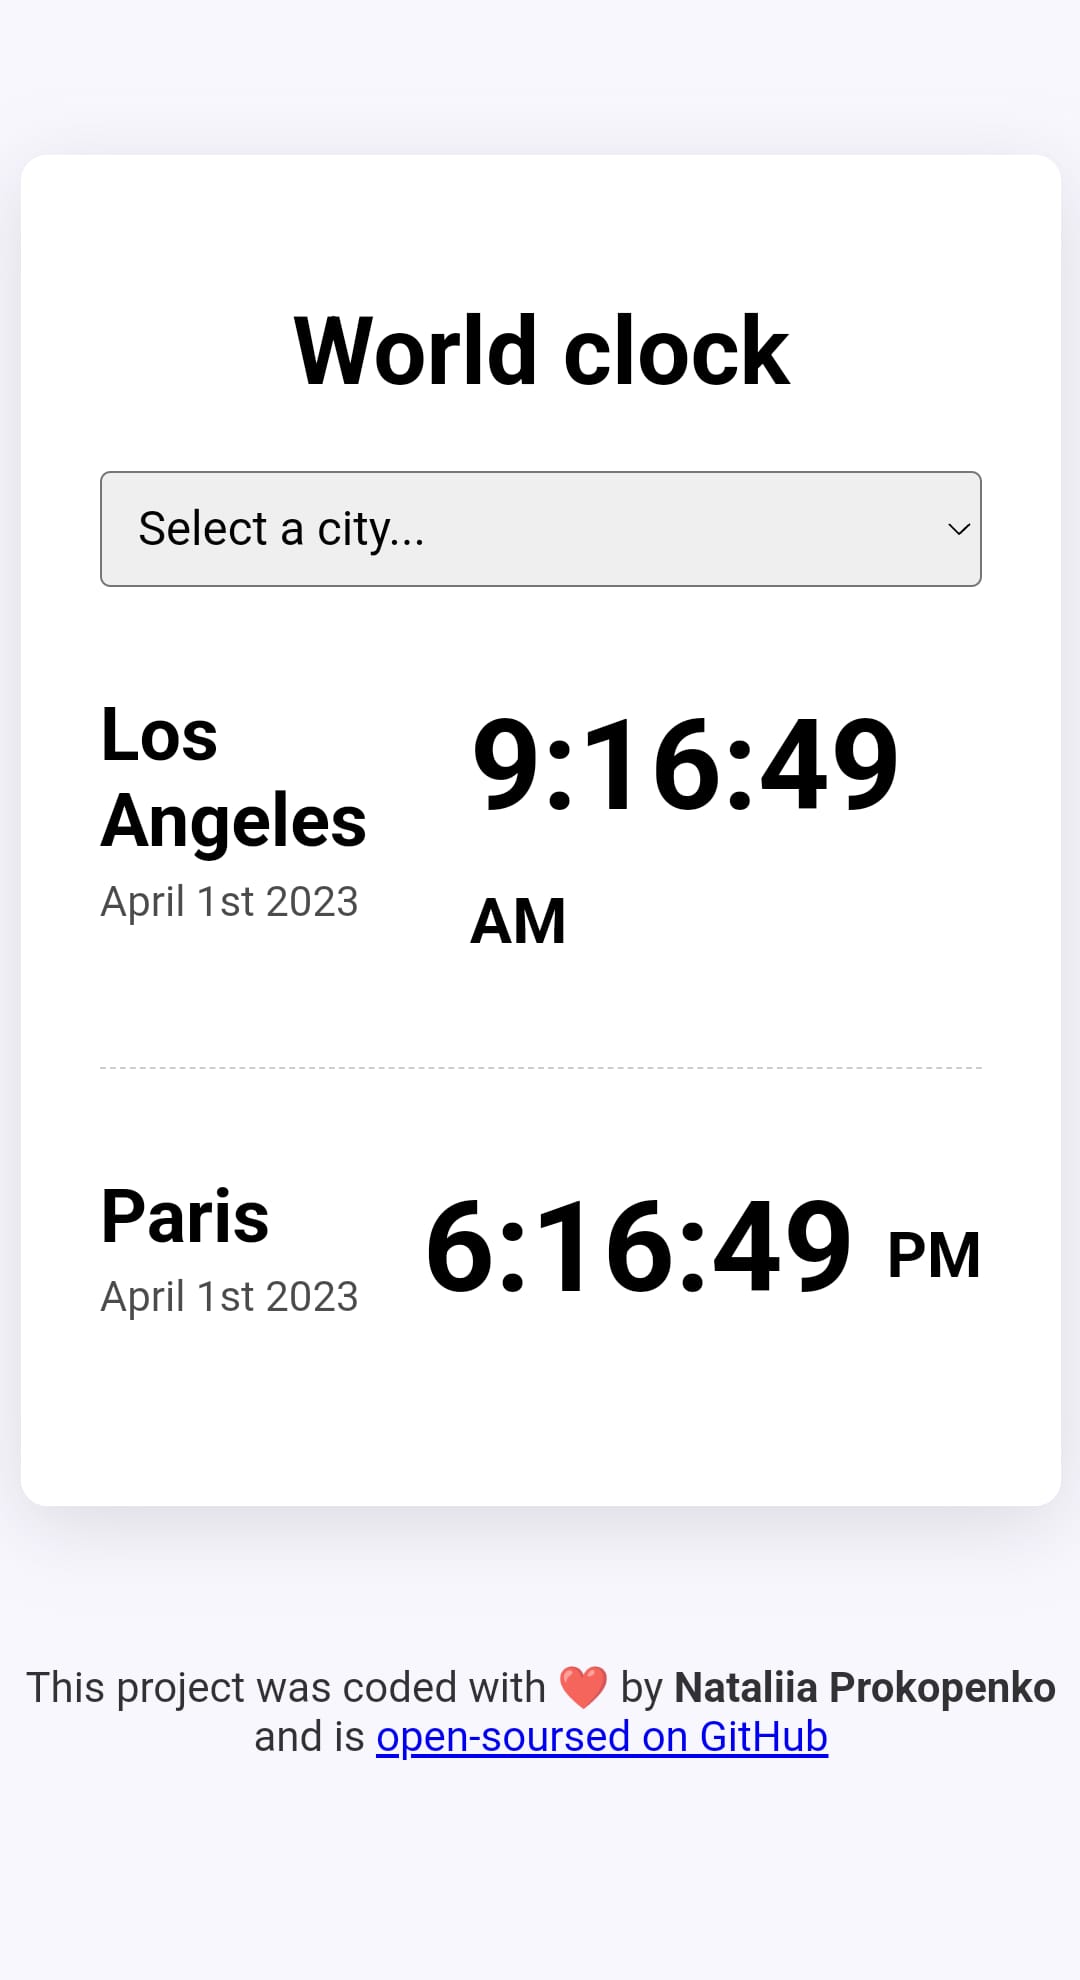 World clock
Select a city...
Los
Angeles
April 1st 2023
9:16:49
AM
Paris
April 1st 2023
6:16:49 PM
This project was coded with ❤️ by Nataliia Prokopenko
and is open-soursed on GitHub